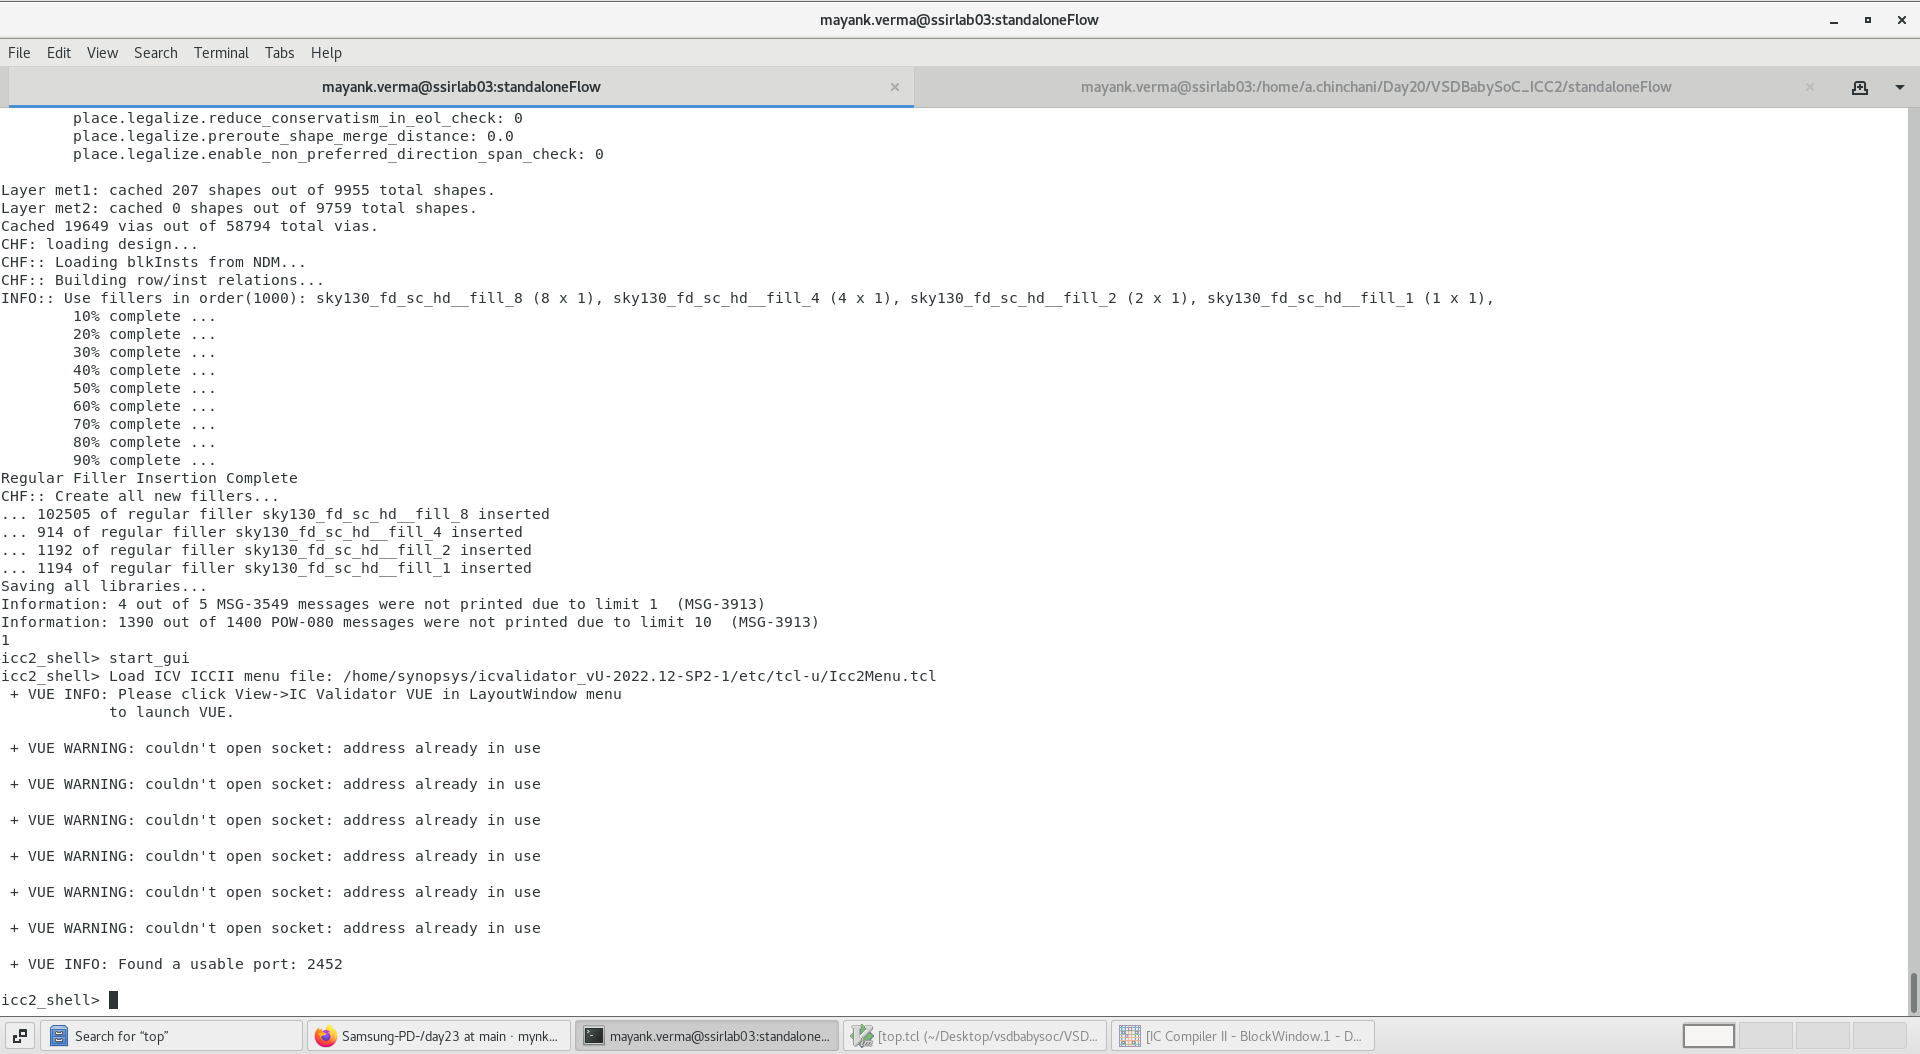 mayank.verma@ssirlab03:standaloneFlow
File Edit View Search Terminal Tabs Help
mayank.verma@ssirlab03:standaloneFlow
mayank.verma@ssirlab03:/home/a.chinchani/Day20/VSDBabySoC_ICC2/standaloneFlow
place.legalize.reduce_conservatism_in_eol_check: 0
place.legalize.preroute_shape_merge_distance: 0.0
place.legalize.enable_non_preferred_direction_span_check: 0
Layer met1: cached 207 shapes out of 9955 total shapes.
Layer met2: cached 0 shapes out of 9759 total shapes.
Cached 19649 vias out of 58794 total vias.
CHF: loading design...
CHF:: Loading blkInsts from NDM...
CHF:: Building row/inst relations...
INFO:: Use fillers in order(1000): sky130_fd_sc_hd__fill_8 (8 x 1), sky130_fd_sc_hd__fill_4 (4 x 1), sky130_fd_sc_hd__fill_2 (2 x 1), sky130_fd_sc_hd__fill_1 (1 x 1),
10% complete ...
20% complete ...
30% complete ...
40% complete ...
50% complete ...
60% complete ...
70% complete ...
80% complete ...
90% complete ...
Regular Filler Insertion Complete
CHF:: Create all new fillers...
... 102505 of regular filler sky130_fd_sc_hd__fill_8 inserted
... 914 of regular filler sky130_fd_sc_hd__fill_4 inserted
... 1192 of regular filler sky130_fd_sc_hd__fill_2 inserted
... 1194 of regular filler sky130_fd_sc_hd__fill_1 inserted
Saving all libraries...
Information: 4 out of 5 MSG-3549 messages were not printed due to limit 1  (MSG-3913)
Information: 1390 out of 1400 POW-080 messages were not printed due to limit 10  (MSG-3913)
1
icc2_shell> start_gui
icc2_shell> Load ICV ICCII menu file: /home/synopsys/icvalidator_vU-2022.12-SP2-1/etc/tcl-u/Icc2Menu.tcl
+ VUE INFO: Please click View->IC Validator VUE in LayoutWindow menu
to launch VUE.
+ VUE WARNING: couldn't open socket: address already in use
+ VUE WARNING: couldn't open socket: address already in use
+ VUE WARNING: couldn't open socket: address already in use
+ VUE WARNING: couldn't open socket: address already in use
+ VUE WARNING: couldn't open socket: address already in use
+ VUE WARNING: couldn't open socket: address already in use
+ VUE INFO: Found a usable port: 2452
icc2_shell>
Search for “top”
Samsung-PD-/day23 at main · mynk...
mayank.verma@ssirlab03:standalone...
[top.tcl (~/Desktop/vsdbabysoc/VSD...
[IC Compiler II - BlockWindow.1 - D...